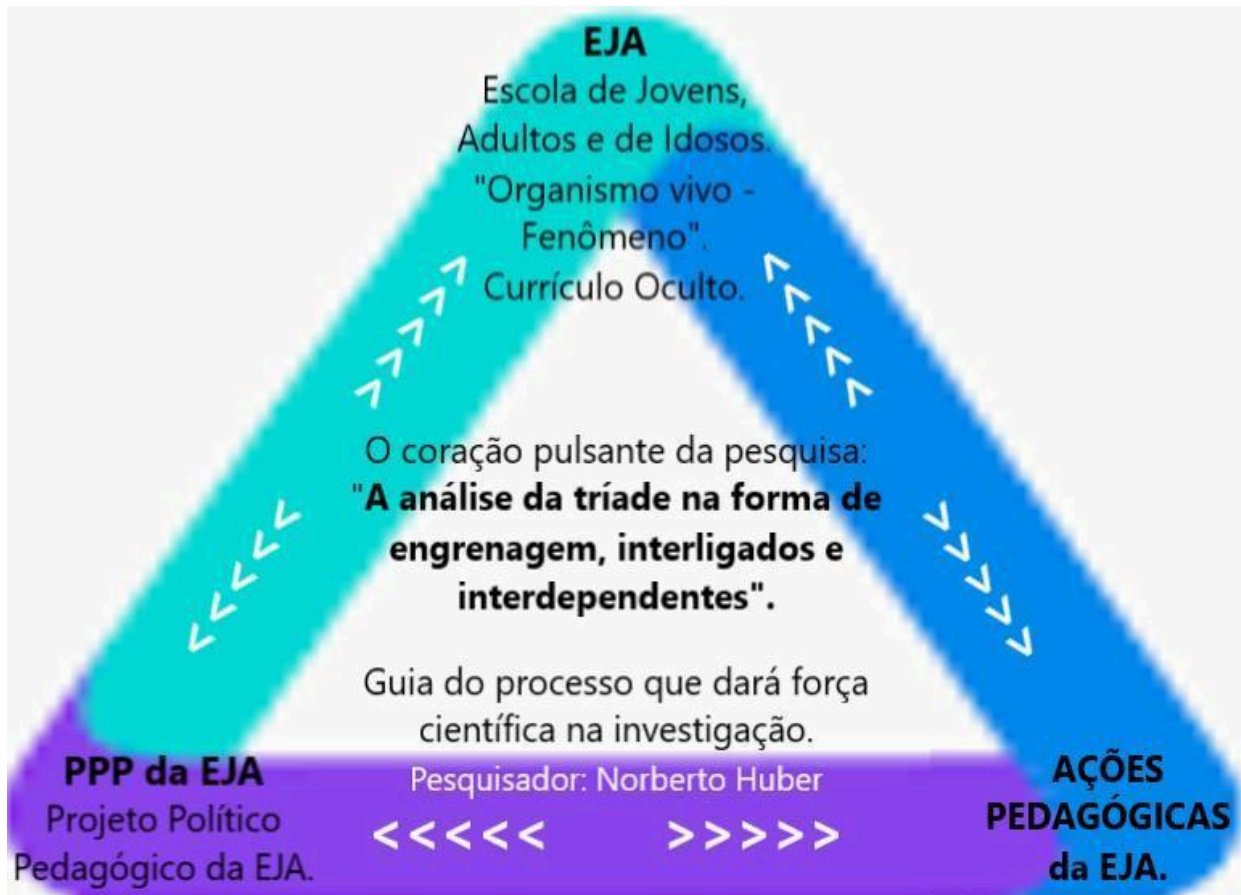 EJA
Escola de Jovens,
Adultos e de Idosos.
"Organismo vivo -
Fenômeno".
Currículo Oculto.
O coração pulsante da pesquisa:
"A análise da tríade na forma de
engrenagem, interligados e
interdependentes".
Guia do processo que dará força
científica na investigação.
Pesquisador: Norberto Huber
PPP da EJA
Projeto Político
Pedagógico da EJA.
<<<<< >>>>>
AÇÕES
PEDAGÓGICAS
da EJA.